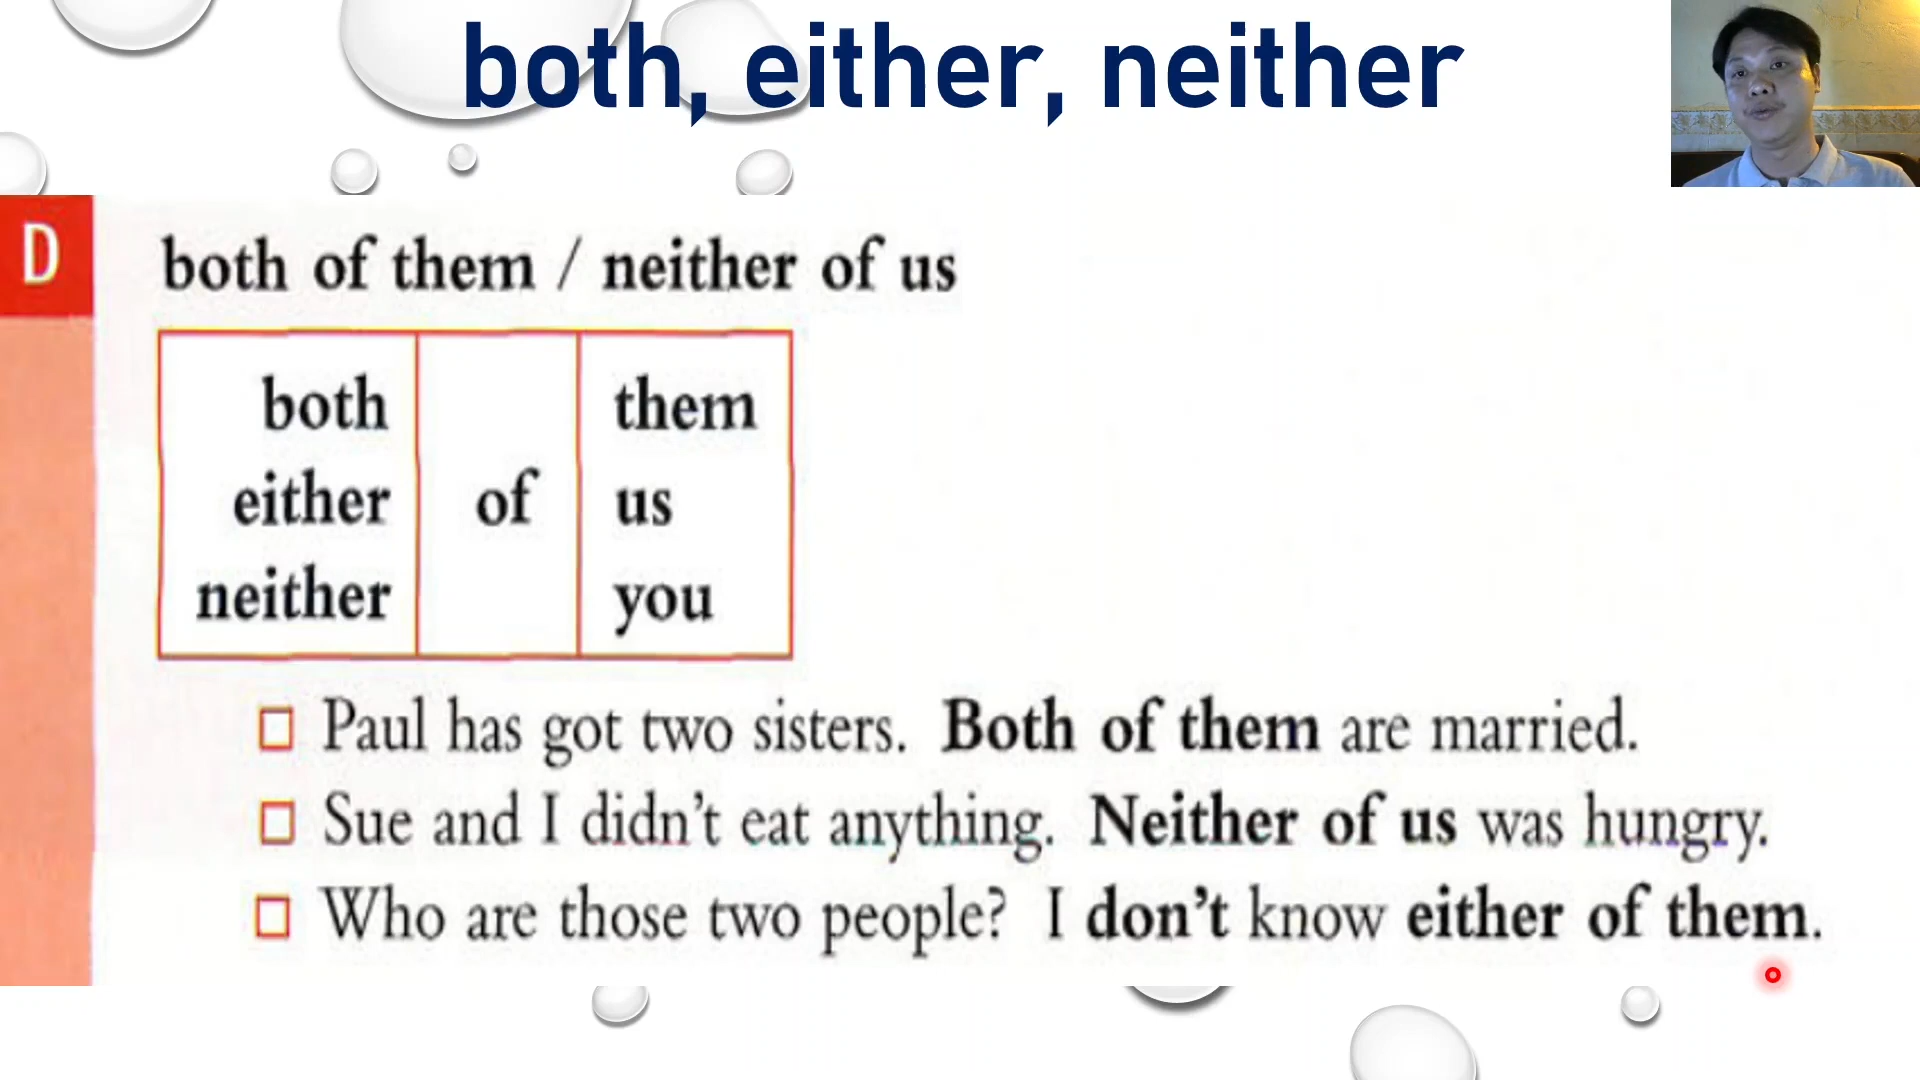 both, either, neither
D
both of them / neither of us
both
either
neither
of
them
us
you
Paul has got two sisters. Both of them are married.
Sue and I didn't eat anything. Neither of us was hungry.
Who are those two people? I don't know either of them.